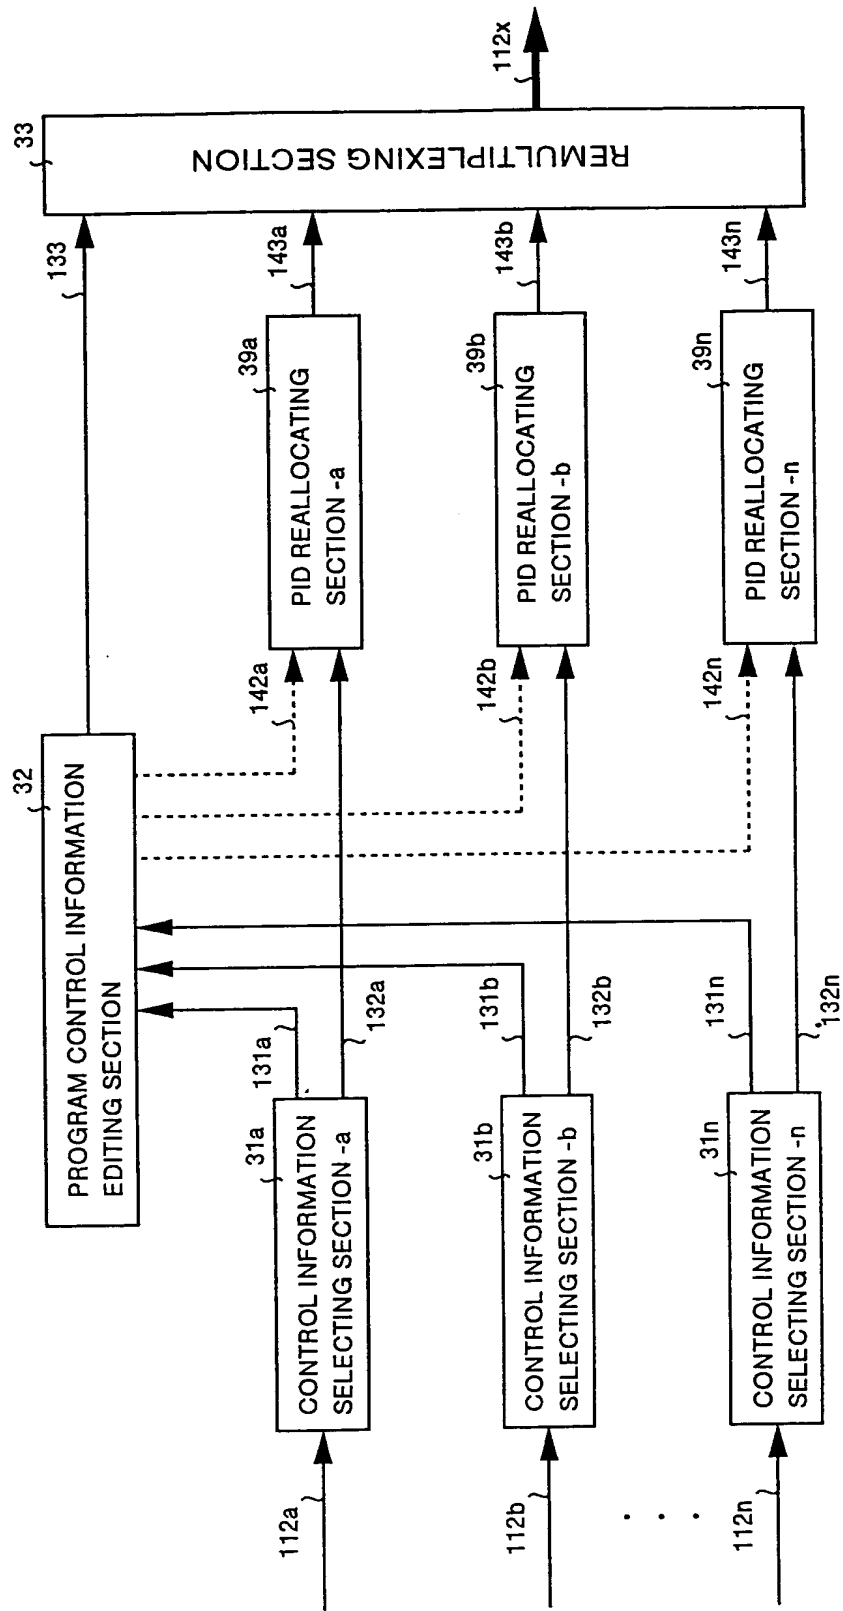 33
REMULTIPLEXING SECTION
112x
133
143a
143b
143n
39a
PID REALLOCATING
SECTION -a
39b
PID REALLOCATING
SECTION -b
39n
PID REALLOCATING
SECTION -n
142a
142b
142n
32
PROGRAM CONTROL INFORMATION
EDITING SECTION
131a
132a
131b
132b
131n
132n
31a
CONTROL INFORMATION
SELECTING SECTION -a
31b
CONTROL INFORMATION
SELECTING SECTION -b
31n
CONTROL INFORMATION
SELECTING SECTION -n
112a
112b
. . .
112n